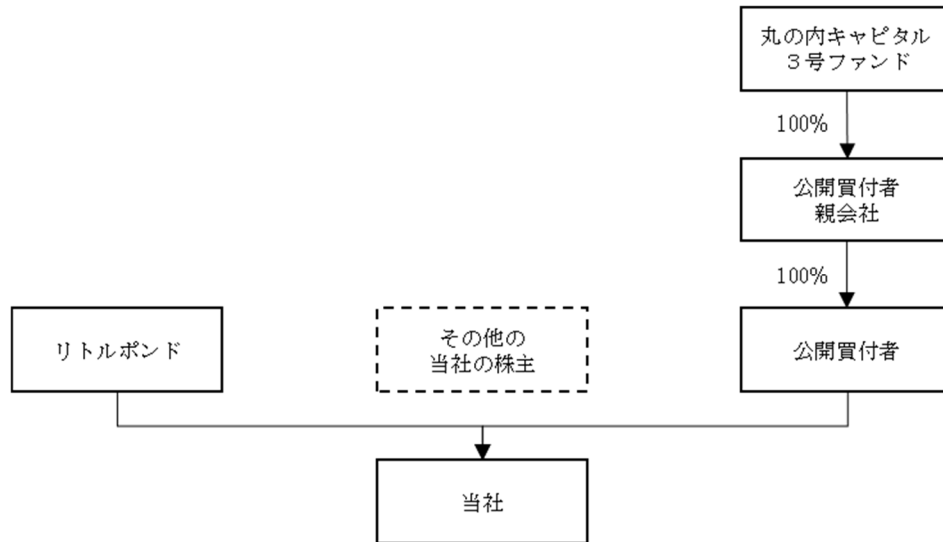 丸の内キャピタル
３号ファンド
100%
公開買付者
親会社
100%
リトルポンド
その他の
当社の株主
公開買付者
当社